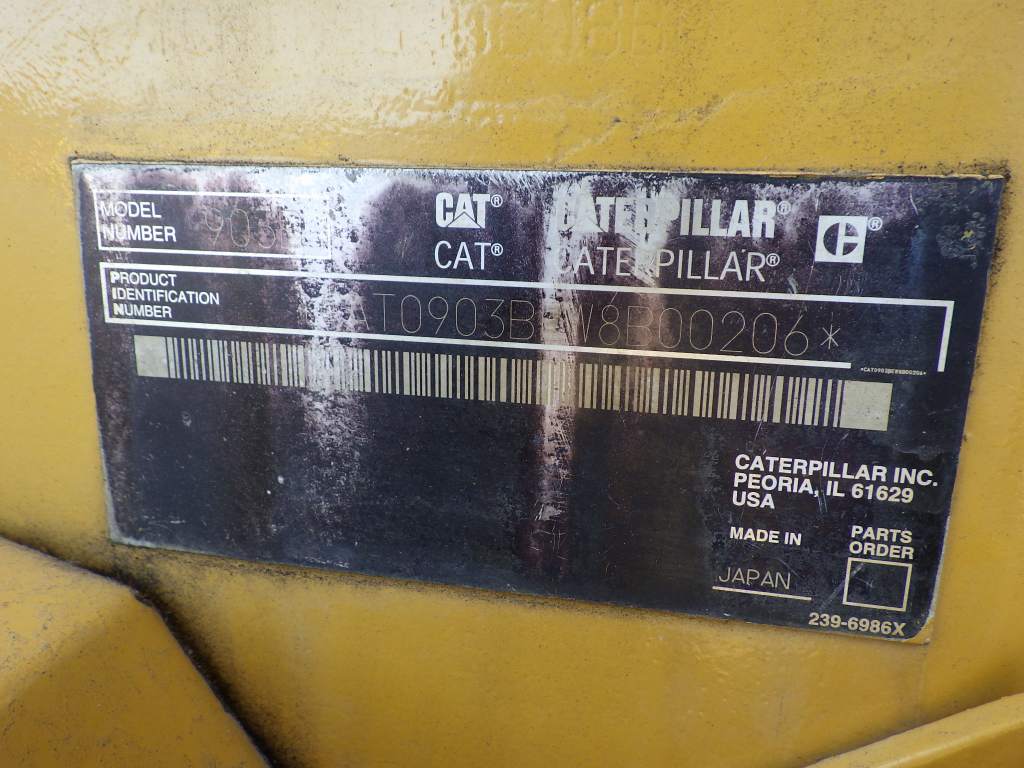 MODEL
NUMBER
CAT® CATERPILLAR®
CAT® CATERPILLAR®
PRODUCT
IDENTIFICATION
NUMBER
*CAT0903BEW8B00206*
CATERPILLAR INC.
PEORIA, IL 61629
USA
MADE IN
JAPAN
PARTS
ORDER
239-6986X